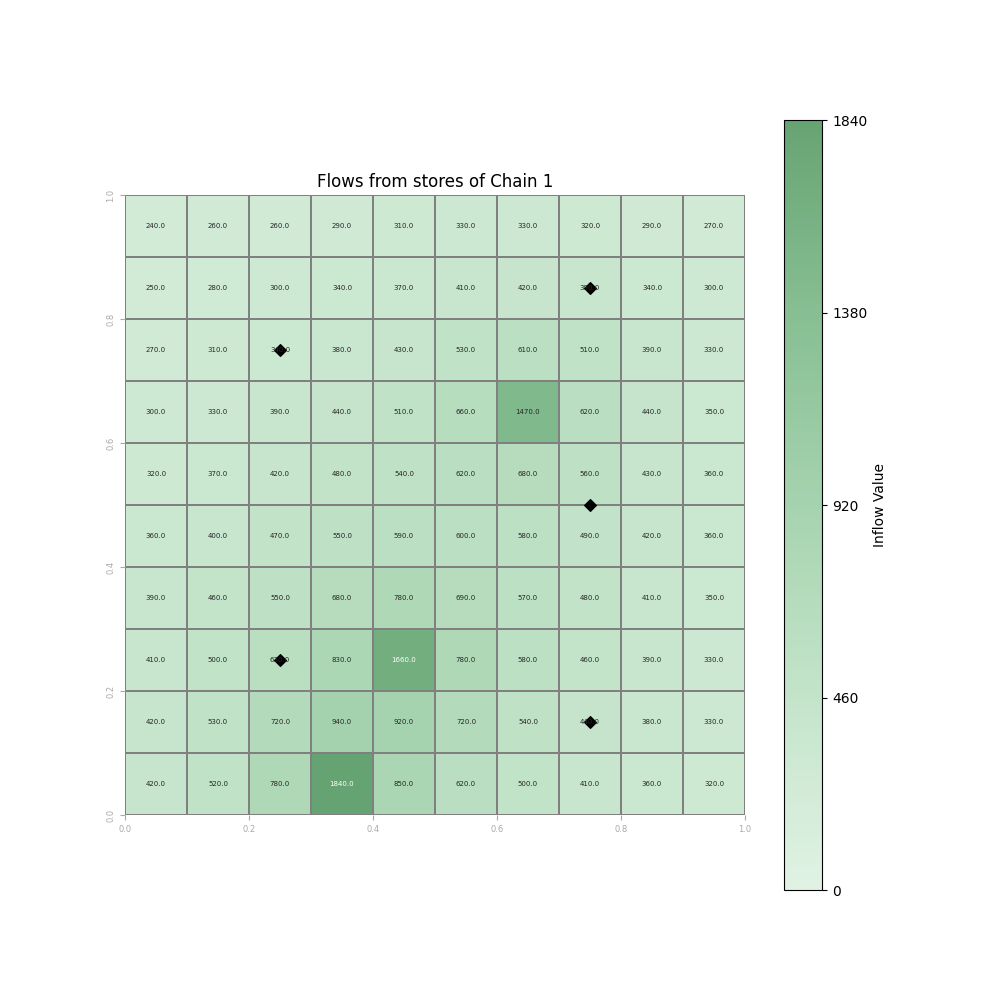 Flows from stores of Chain 1
1840
1380
920
460
0
Inflow Value
1.0
0.8
0.6
0.4
0.2
0.0
240.0 260.0 260.0 290.0 310.0 330.0 330.0 320.0 290.0 270.0
250.0 280.0 300.0 340.0 370.0 410.0 420.0 340.0 300.0
270.0 310.0 380.0 430.0 530.0 610.0 510.0 390.0 330.0
300.0 330.0 390.0 440.0 510.0 660.0 1470.0 620.0 440.0 350.0
320.0 370.0 420.0 480.0 540.0 620.0 680.0 560.0 430.0 360.0
360.0 400.0 470.0 550.0 590.0 600.0 580.0 490.0 420.0 360.0
390.0 460.0 550.0 680.0 780.0 690.0 570.0 480.0 410.0 350.0
410.0 500.0 830.0 1660.0 780.0 580.0 460.0 390.0 330.0
420.0 530.0 720.0 940.0 920.0 720.0 540.0 380.0 330.0
420.0 520.0 780.0 1840.0 850.0 620.0 500.0 410.0 360.0 320.0
0.0 0.2 0.4 0.6 0.8 1.0